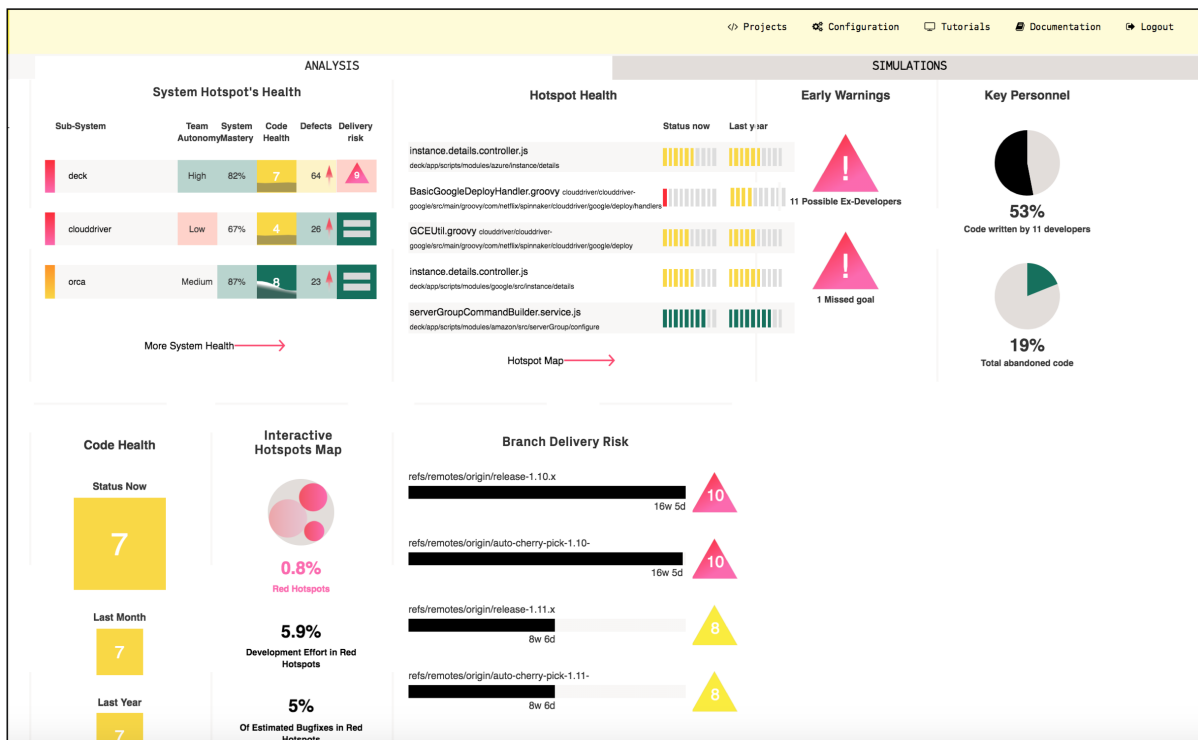 </> Projects
Configuration
Tutorials
Documentation
Logout
ANALYSIS
SIMULATIONS
System Hotspot's Health
Sub-System
Team Autonomy
System Mastery
Code Health
Defects
Delivery risk
deck
High
82%
7
64
9
clouddriver
Low
67%
4
26
orca
Medium
87%
8
23
More System Health
Hotspot Health
Status now
Last year
instance.details.controller.js
deck/app/scripts/modules/azure/instance/details
BasicGoogleDeployHandler.groovy clouddriver/clouddriver-
google/src/main/groovy/com/netflix/spinnaker/clouddriver/google/deploy/handlers
GCEUtil.groovy clouddriver/clouddriver-
google/src/main/groovy/com/netflix/spinnaker/clouddriver/google/deploy
instance.details.controller.js
deck/app/scripts/modules/google/src/instance/details
serverGroupCommandBuilder.service.js
deck/app/scripts/modules/amazon/src/serverGroup/configure
Hotspot Map
Early Warnings
!
11 Possible Ex-Developers
!
1 Missed goal
Key Personnel
53%
Code written by 11 developers
19%
Total abandoned code
Code Health
Status Now
7
Last Month
7
Last Year
7
Interactive
Hotspots Map
0.8%
Red Hotspots
5.9%
Development Effort in Red
Hotspots
5%
Of Estimated Bugfixes in Red
Hotspots
Branch Delivery Risk
refs/remotes/origin/release-1.10.x
16w 5d
10
refs/remotes/origin/auto-cherry-pick-1.10-
16w 5d
10
refs/remotes/origin/release-1.11.x
8w 6d
8
refs/remotes/origin/auto-cherry-pick-1.11-
8w 6d
8